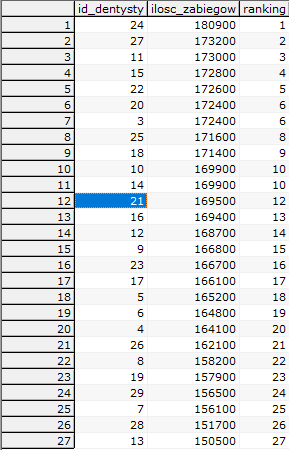 id_dentysty ilosc_zabiegow ranking
1 24 180900 1
2 27 173200 2
3 11 173000 3
4 15 172800 4
5 22 172600 5
6 20 172400 6
7 3 172400 6
8 25 171600 8
9 18 171400 9
10 10 169900 10
11 14 169900 10
12 21 169500 12
13 16 169400 13
14 12 168700 14
15 9 166800 15
16 23 166700 16
17 17 166100 17
18 5 165200 18
19 6 164800 19
20 4 164100 20
21 26 162100 21
22 8 158200 22
23 19 157900 23
24 29 156500 24
25 7 156100 25
26 28 151700 26
27 13 150500 27